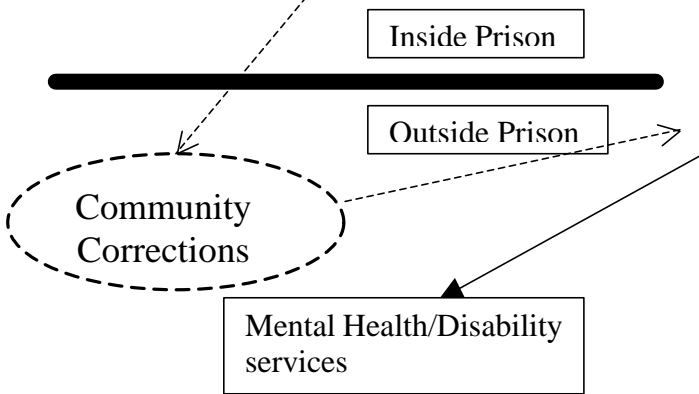 Inside Prison
Outside Prison
Community
Corrections
Mental Health/Disability
services